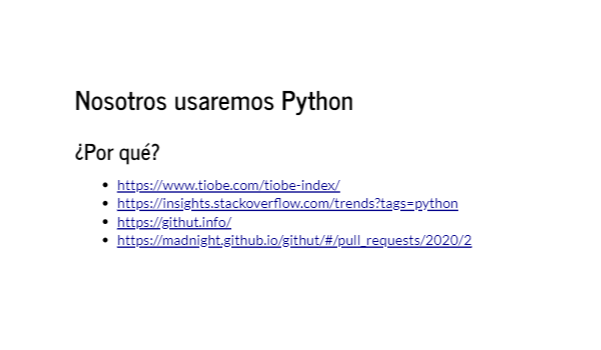 Nosotros usaremos Python
¿Por qué?
https://www.tiobe.com/tiobe-index/
https://insights.stackoverflow.com/trends?tags=python
https://githut.info/
https://madnight.github.io/githut/#/pull_requests/2020/2